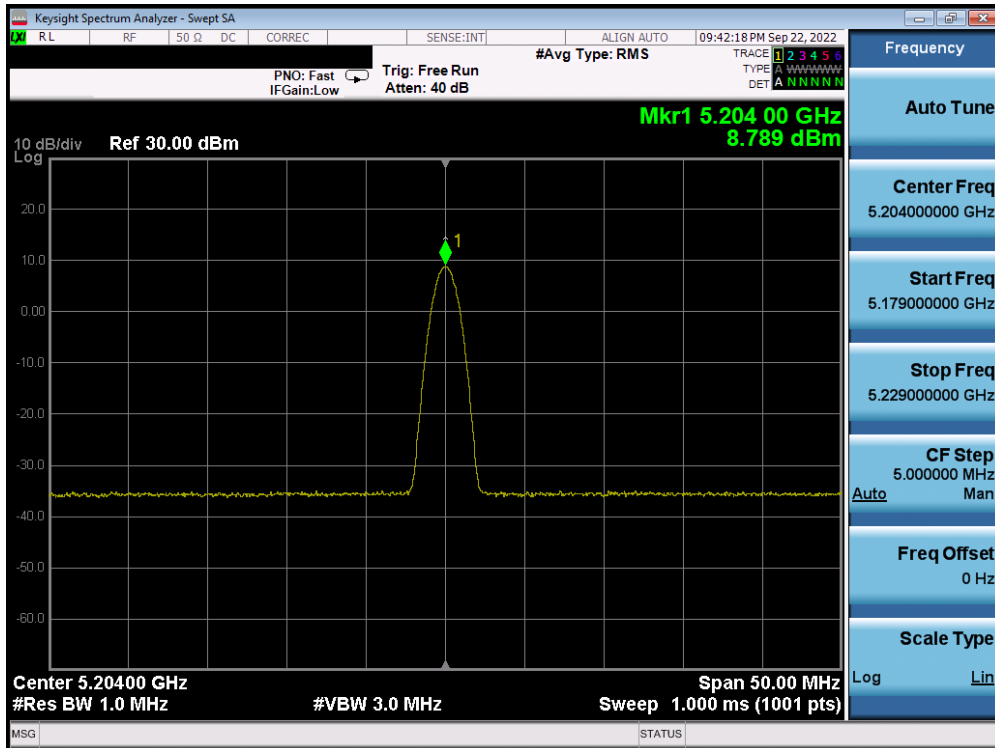 Keysight Spectrum Analyzer - Swept SA
LXI RL RF 50 Ω DC CORREC SENSE:INT ALIGN AUTO 09:42:18 PM Sep 22, 2022
#Avg Type: RMS TRACE 1 2 3 4 5 6
PNO: Fast Trig: Free Run TYPE A WWWWW
IFGain:Low Atten: 40 dB DET A N N N N N
Mkr1 5.204 00 GHz
8.789 dBm
10 dB/div Ref 30.00 dBm
Log
1
20.0
10.0
0.00
-10.0
-20.0
-30.0
-40.0
-50.0
-60.0
Center 5.20400 GHz Span 50.00 MHz
#Res BW 1.0 MHz #VBW 3.0 MHz Sweep 1.000 ms (1001 pts)
MSG STATUS
Frequency
Auto Tune
Center Freq
5.204000000 GHz
Start Freq
5.179000000 GHz
Stop Freq
5.229000000 GHz
CF Step
5.000000 MHz
Auto Man
Freq Offset
0 Hz
Scale Type
Log Lin